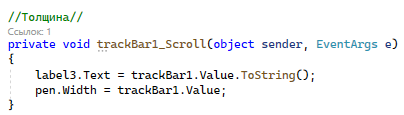 //Толщина//
Ссылок: 1
private void trackBar1_Scroll(object sender, EventArgs e)
{
label3.Text = trackBar1.Value.ToString();
pen.Width = trackBar1.Value;
}